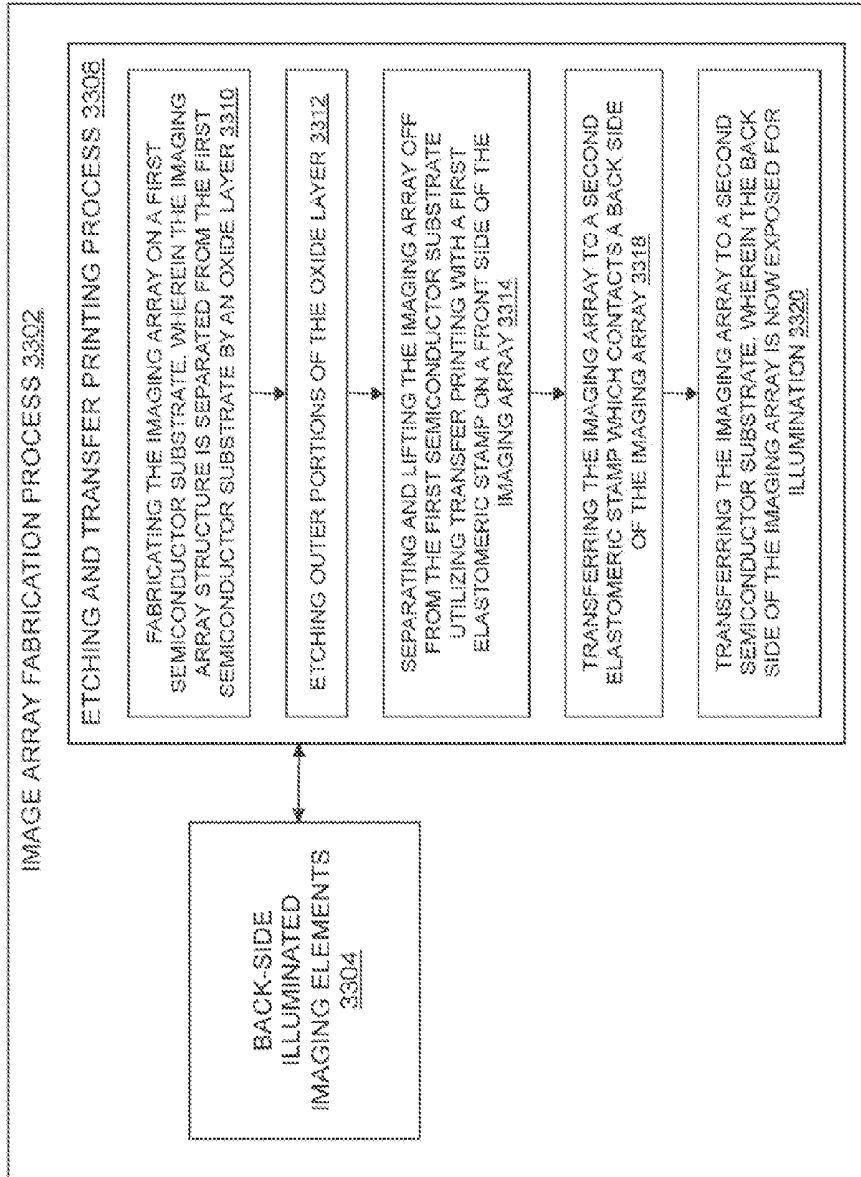 IMAGE ARRAY FABRICATION PROCESS 3302
BACK-SIDE
ILLUMINATED
IMAGING ELEMENTS
3304
ETCHING AND TRANSFER PRINTING PROCESS 3308
FABRICATING THE IMAGING ARRAY ON A FIRST
SEMICONDUCTOR SUBSTRATE, WHEREIN THE IMAGING
ARRAY STRUCTURE IS SEPARATED FROM THE FIRST
SEMICONDUCTOR SUBSTRATE BY AN OXIDE LAYER 3310
ETCHING OUTER PORTIONS OF THE OXIDE LAYER 3312
SEPARATING AND LIFTING THE IMAGING ARRAY OFF
FROM THE FIRST SEMICONDUCTOR SUBSTRATE
UTILIZING TRANSFER PRINTING WITH A FIRST
ELASTOMERIC STAMP ON A FRONT SIDE OF THE
IMAGING ARRAY 3314
TRANSFERRING THE IMAGING ARRAY TO A SECOND
ELASTOMERIC STAMP WHICH CONTACTS A BACK SIDE
OF THE IMAGING ARRAY 3318
TRANSFERRING THE IMAGING ARRAY TO A SECOND
SEMICONDUCTOR SUBSTRATE, WHEREIN THE BACK
SIDE OF THE IMAGING ARRAY IS NOW EXPOSED FOR
ILLUMINATION 3320